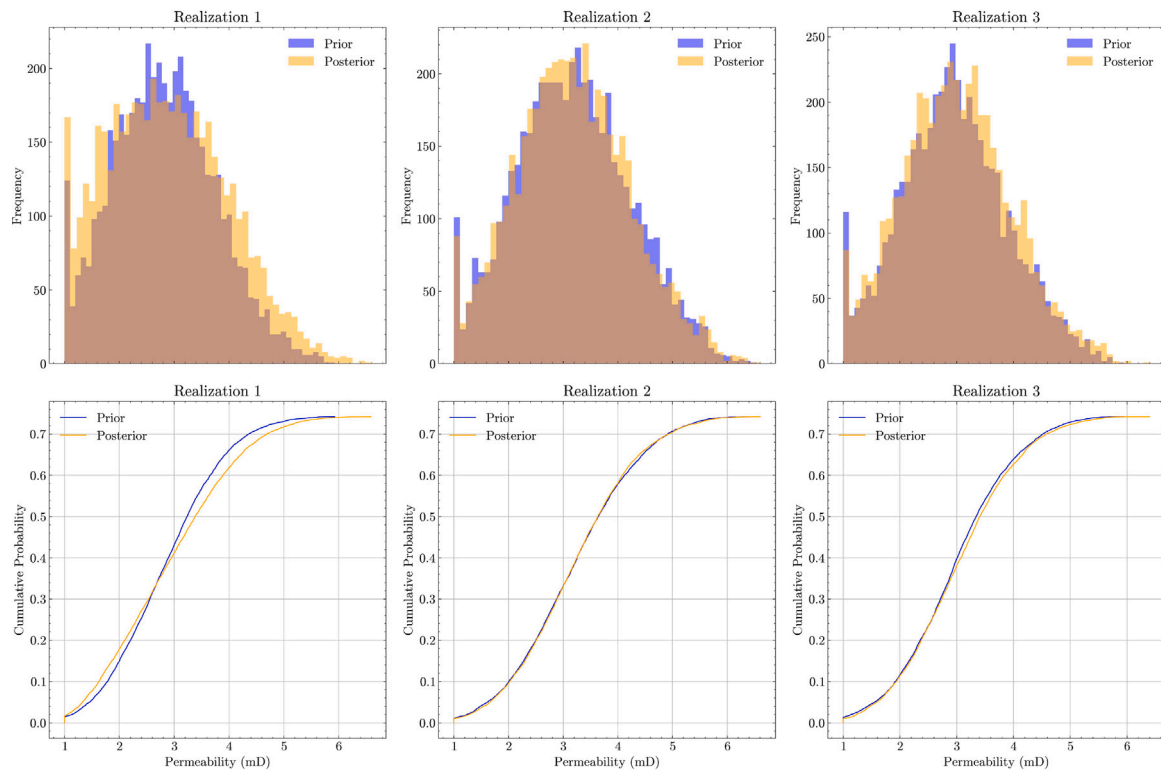 Realization 1
Realization 2
Realization 3
Frequency
200
150
100
50
0
Prior
Posterior
Frequency
200
150
100
50
0
Prior
Posterior
Frequency
250
200
150
100
50
0
Prior
Posterior
Realization 1
Realization 2
Realization 3
Cumulative Probability
0.7
0.6
0.5
0.4
0.3
0.2
0.1
0.0
Prior
Posterior
1 2 3 4 5 6
Permeability (mD)
Cumulative Probability
0.7
0.6
0.5
0.4
0.3
0.2
0.1
0.0
Prior
Posterior
1 2 3 4 5 6
Permeability (mD)
Cumulative Probability
0.7
0.6
0.5
0.4
0.3
0.2
0.1
0.0
Prior
Posterior
1 2 3 4 5 6
Permeability (mD)